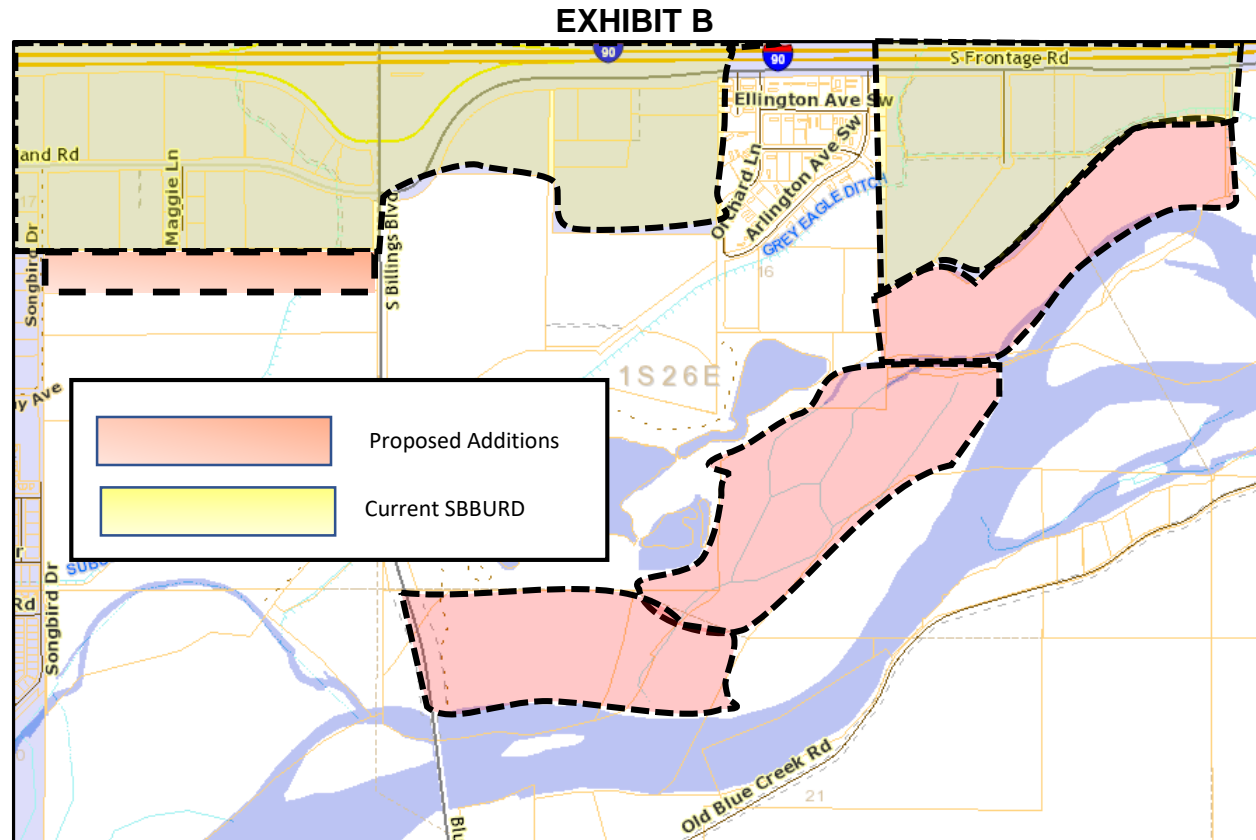 EXHIBIT B
90
90
S Frontage Rd
Ellington Ave Sw
and Rd
Maggie Ln
Orchard Ln
Arlington Ave Sw
GREY EAGLE DITCH
17
Songbird Dr
S Billings Blvd
16
1S26E
Proposed Additions
Current SBBURD
Songbird Dr
Rd
Old Blue Creek Rd
21
Blu